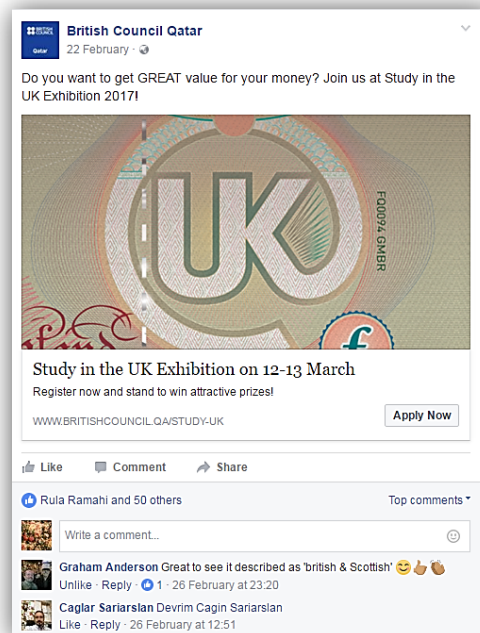 BRITISH
COUNCIL
Qatar
British Council Qatar
22 February ·
Do you want to get GREAT value for your money? Join us at Study in the
UK Exhibition 2017!
UK
FQ0094 GMBR
£
Study in the UK Exhibition on 12-13 March
Register now and stand to win attractive prizes!
WWW.BRITISHCOUNCIL.QA/STUDY-UK
Apply Now
Like Comment Share
Rula Ramahi and 50 others Top comments
Write a comment...
Graham Anderson Great to see it described as 'british & Scottish' 😊👍👏
Unlike · Reply · 1 · 26 February at 23:20
Caglar Sariarslan Devrim Cagin Sariarslan
Like · Reply · 26 February at 12:51